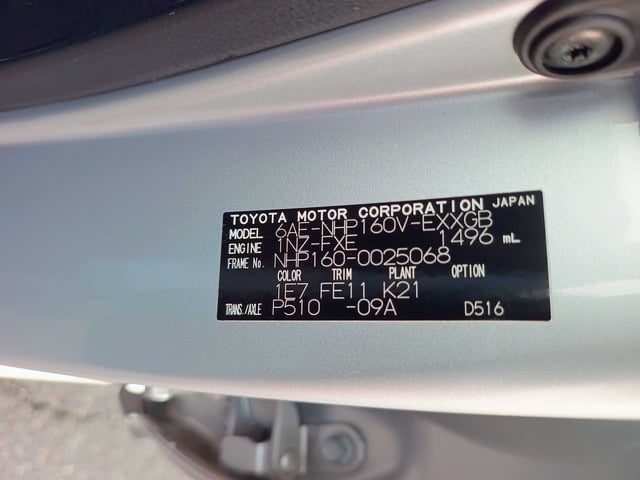 TOYOTA MOTOR CORPORATION JAPAN
MODEL 6AE-NHP160V-EXXGB
ENGINE 1NZ-FXE 1496 mL
FRAME No. NHP160-0025068
COLOR TRIM PLANT OPTION
1E7 FE11 K21
TRANS./AXLE P510 -09A D516